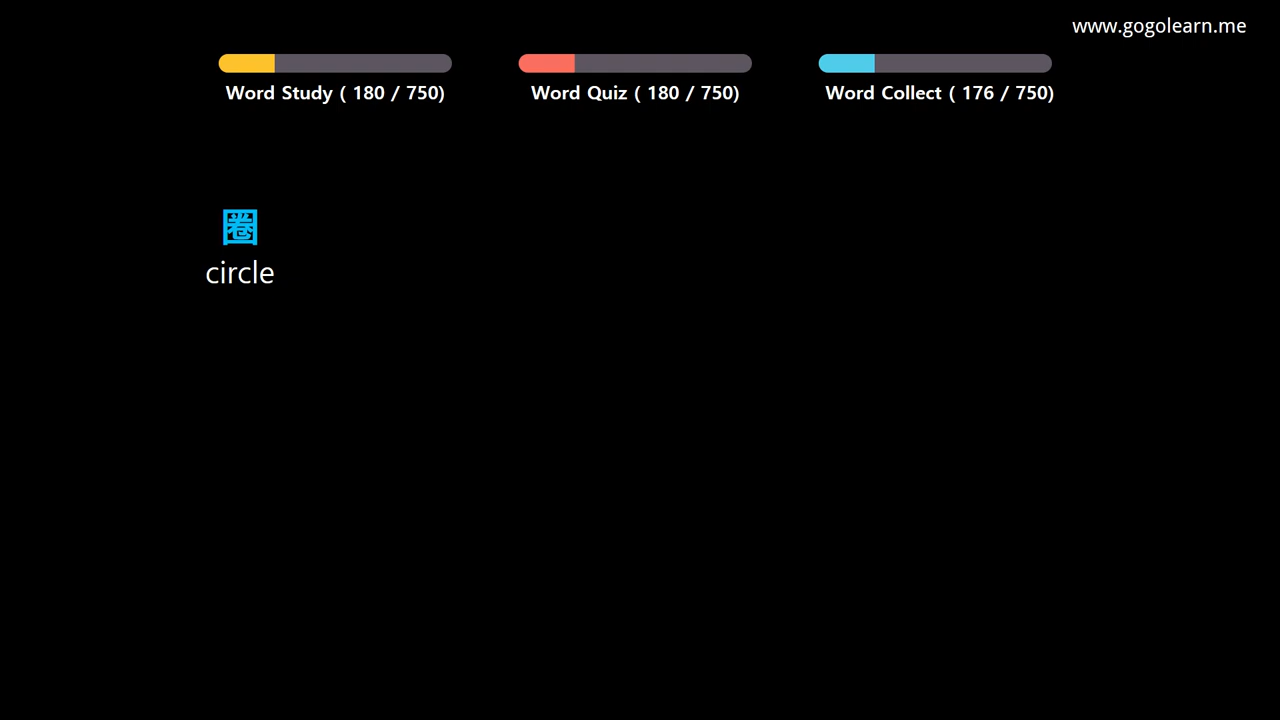 www.gogolearn.me
Word Study ( 180 / 750)
Word Quiz ( 180 / 750)
Word Collect ( 176 / 750)
圈
circle